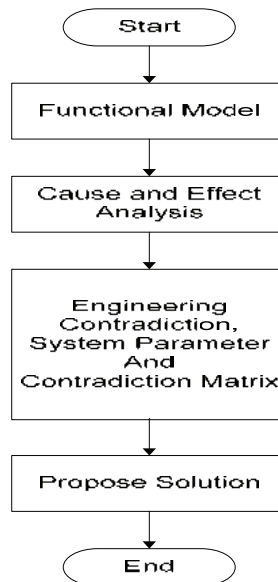 Start
Functional Model
Cause and Effect
Analysis
Engineering
Contradiction,
System Parameter
And
Contradiction Matrix
Propose Solution
End